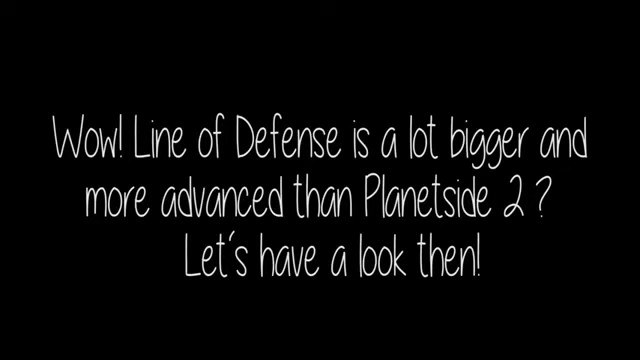 Wow! Line of Defense is a lot bigger and
more advanced than Planetside 2 ?
Let's have a look then!